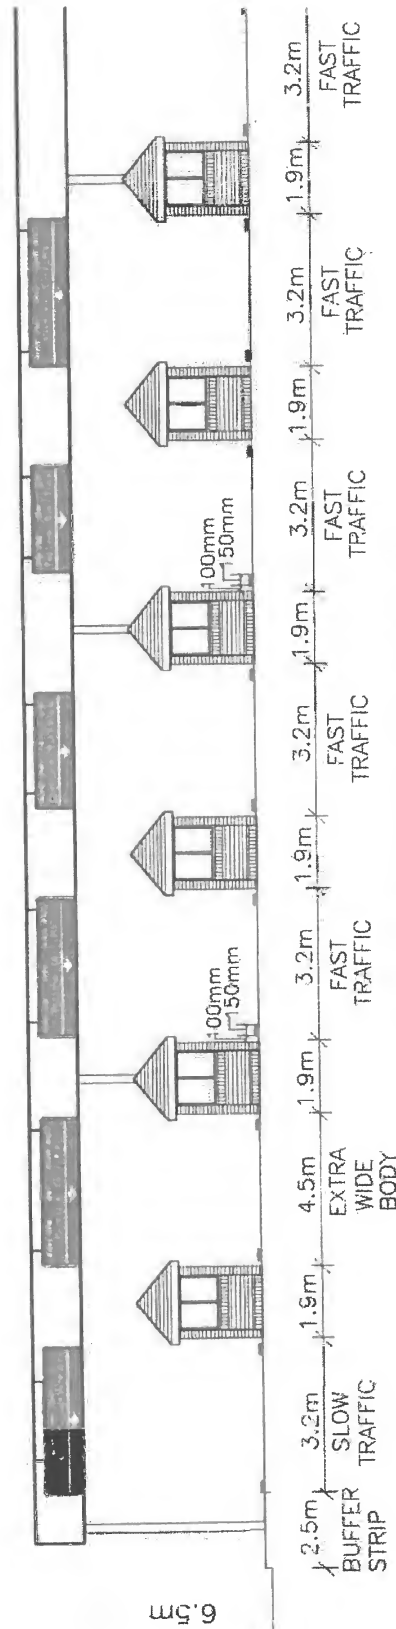 6.5m
2.5m
BUFFER
STRIP
3.2m
SLOW
TRAFFIC
1.9m
4.5m
EXTRA
WIDE
BODY
1.9m
100mm
150mm
3.2m
FAST
TRAFFIC
1.9m
3.2m
FAST
TRAFFIC
1.9m
100mm
150mm
3.2m
FAST
TRAFFIC
1.9m
3.2m
FAST
TRAFFIC
1.9m
3.2m
FAST
TRAFFIC